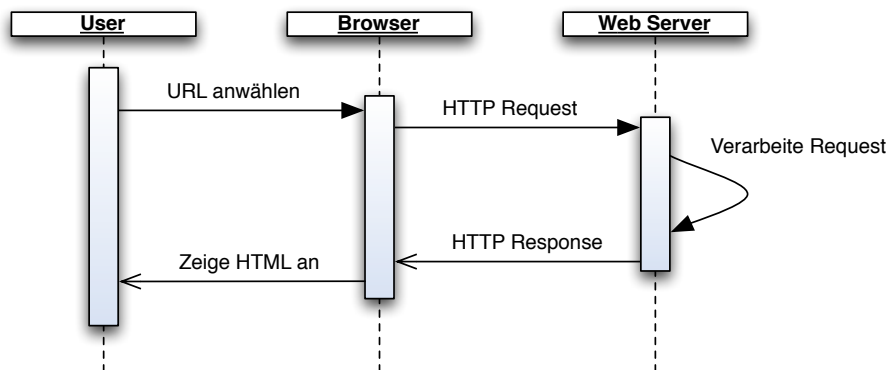 User
Browser
Web Server
URL anwählen
HTTP Request
Verarbeite Request
HTTP Response
Zeige HTML an